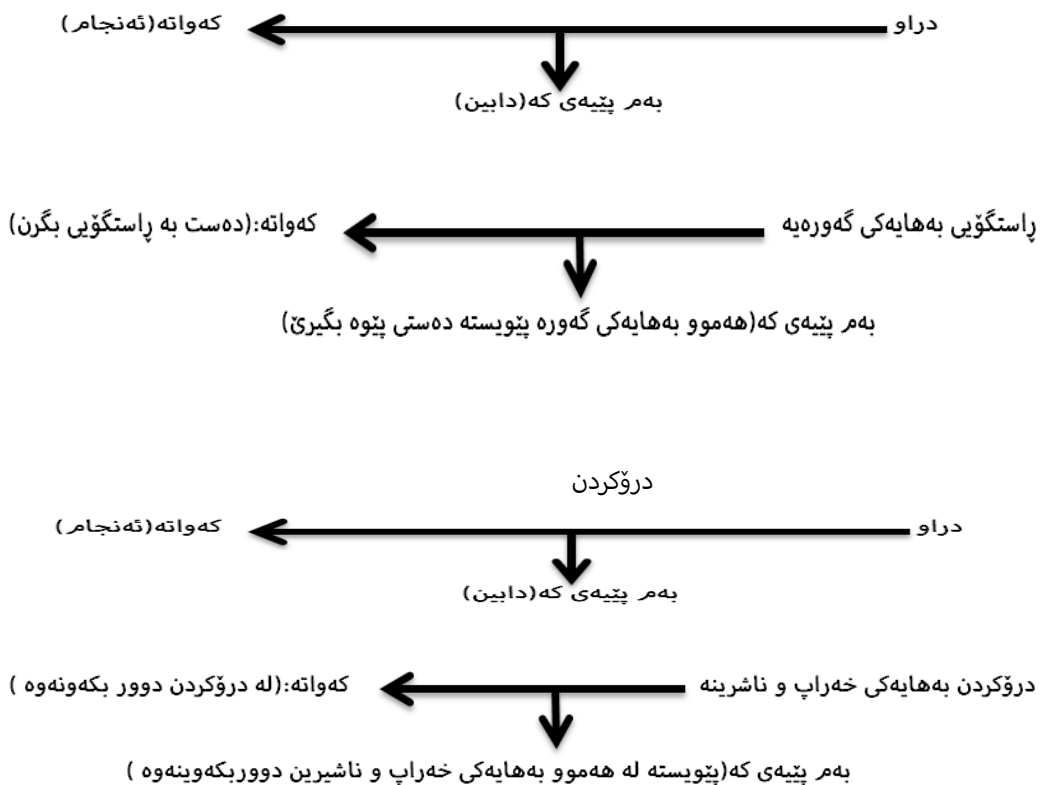 دراو کەواتە(ئەنجام)
بەم پێیەی کە(دابین)
ڕاستگۆیی بەهایەکی گەورەیە کەواتە:(دەست بە ڕاستگۆیی بگرن)
بەم پێیەی کە(هەموو بەهایەکی گەورە پێویستە دەستی پێوە بگیرێ)
درۆکردن
دراو کەواتە(ئەنجام)
بەم پێیەی کە(دابین)
درۆکردن بەهایەکی خەراپ و ناشرینە کەواتە:(لە درۆکردن دوور بکەونەوە )
بەم پێیەی کە(پێویستە لە هەموو بەهایەکی خەراپ و ناشیرین دووربکەوینەوە )